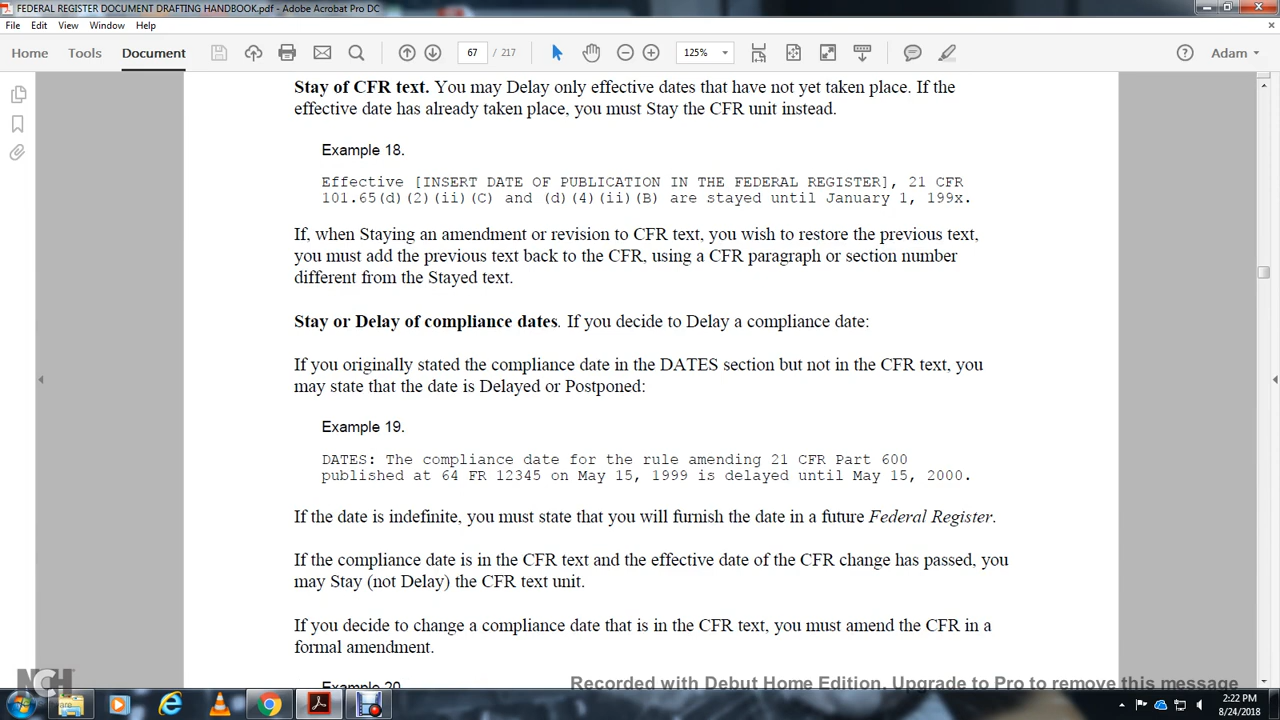 FEDERAL REGISTER DOCUMENT DRAFTING HANDBOOK.pdf - Adobe Acrobat Pro DC
File Edit View Window Help
Home Tools Document 67 / 217 125% Adam
Stay of CFR text. You may Delay only effective dates that have not yet taken place. If the
effective date has already taken place, you must Stay the CFR unit instead.
Example 18.
Effective [INSERT DATE OF PUBLICATION IN THE FEDERAL REGISTER], 21 CFR
101.65(d)(2)(ii)(C) and (d)(4)(ii)(B) are stayed until January 1, 199x.
If, when Staying an amendment or revision to CFR text, you wish to restore the previous text,
you must add the previous text back to the CFR, using a CFR paragraph or section number
different from the Stayed text.
Stay or Delay of compliance dates. If you decide to Delay a compliance date:
If you originally stated the compliance date in the DATES section but not in the CFR text, you
may state that the date is Delayed or Postponed:
Example 19.
DATES: The compliance date for the rule amending 21 CFR Part 600
published at 64 FR 12345 on May 15, 1999 is delayed until May 15, 2000.
If the date is indefinite, you must state that you will furnish the date in a future Federal Register.
If the compliance date is in the CFR text and the effective date of the CFR change has passed, you
may Stay (not Delay) the CFR text unit.
If you decide to change a compliance date that is in the CFR text, you must amend the CFR in a
formal amendment.
Example 20
NCH
Recorded with Debut Home Edition. Upgrade to Pro to remove this message
2:22 PM
8/24/2018